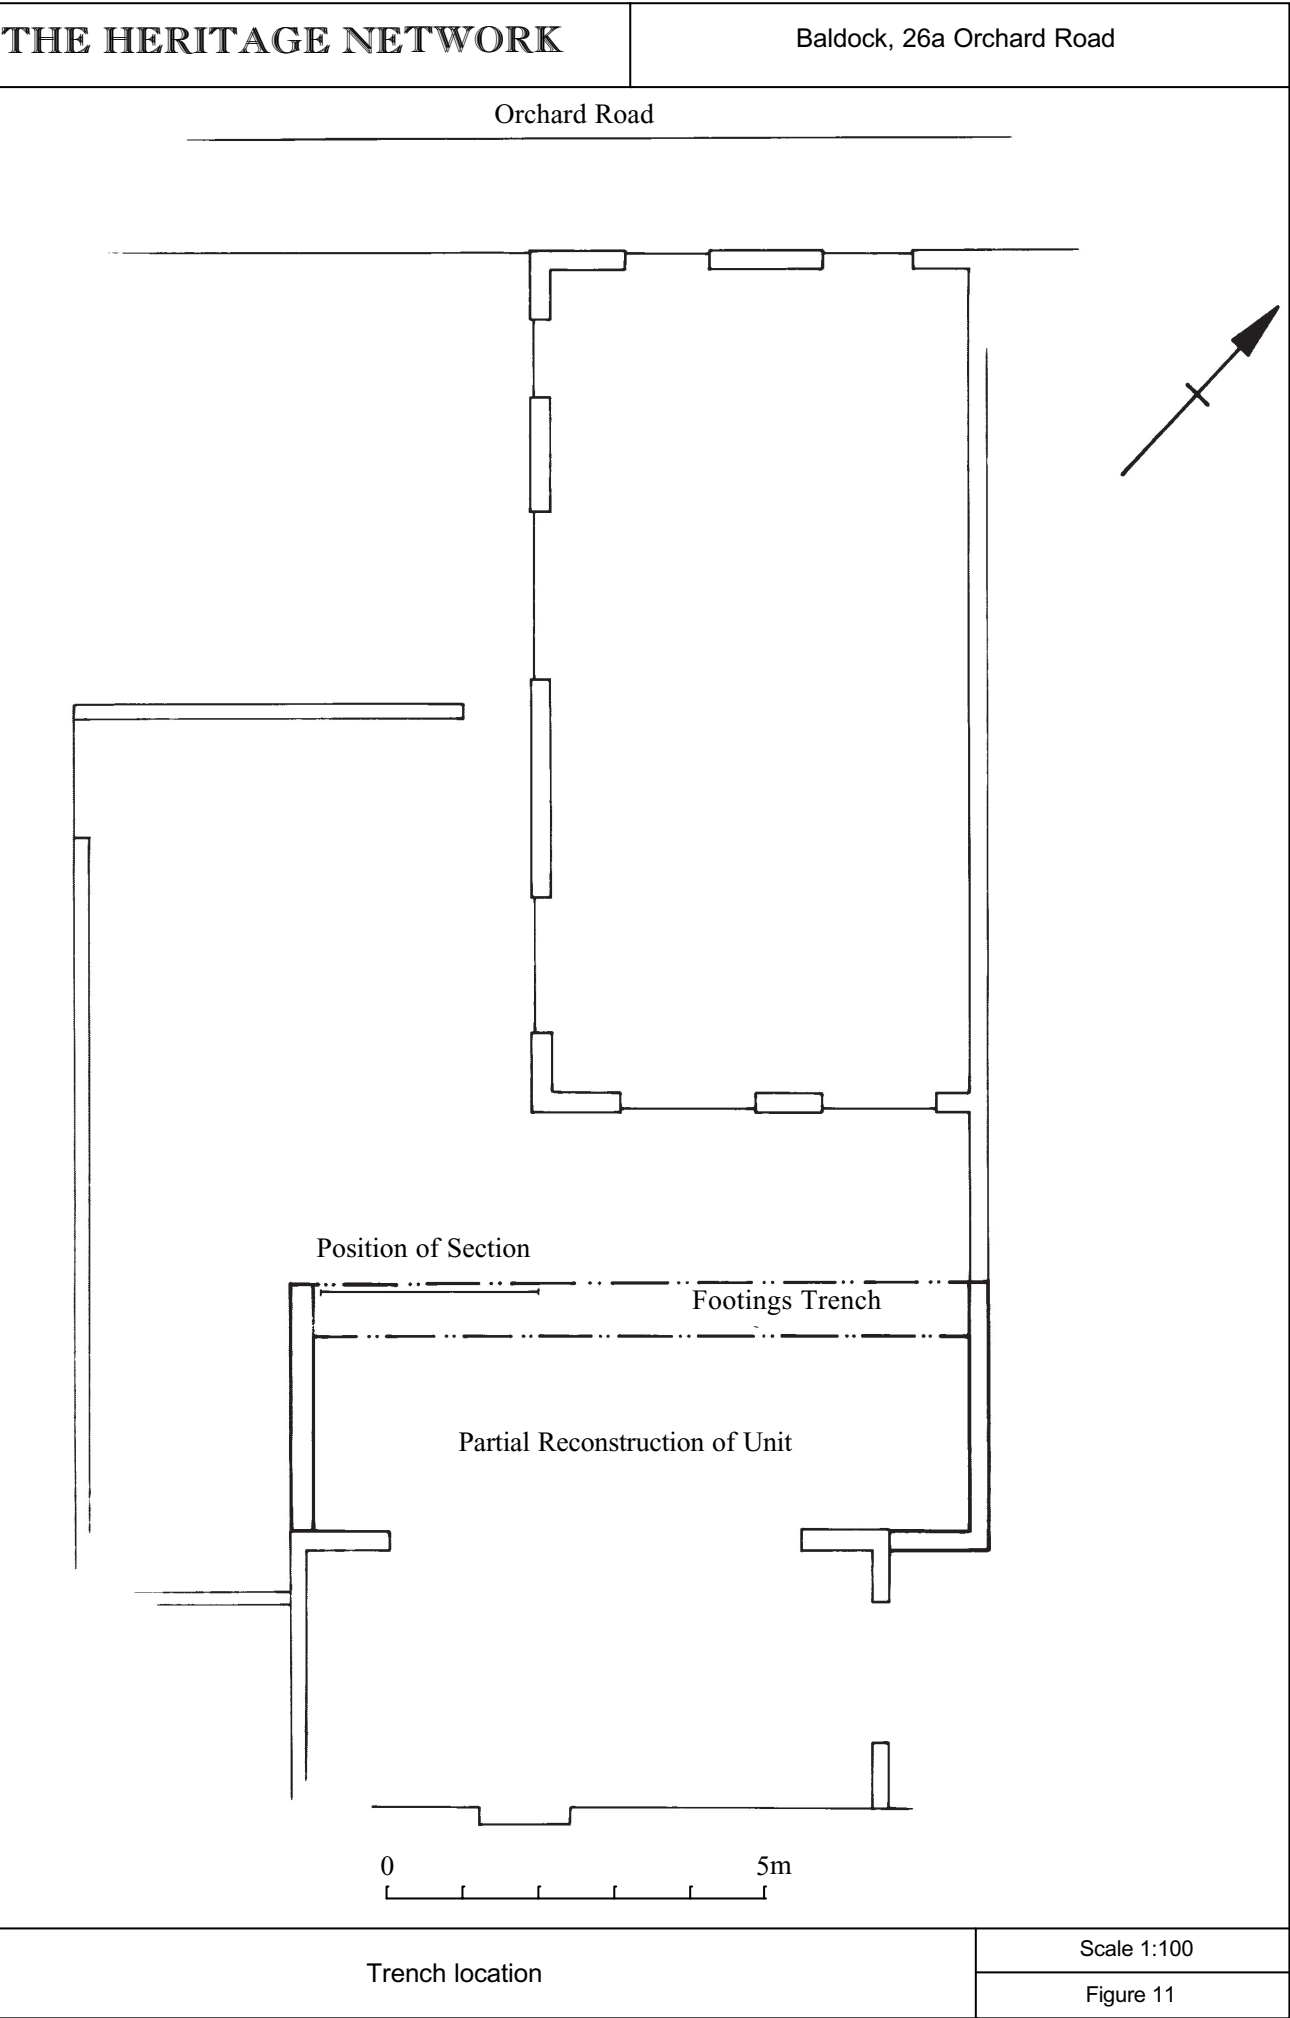 THE HERITAGE NETWORK
Baldock, 26a Orchard Road
Orchard Road
Position of Section
Footings Trench
Partial Reconstruction of Unit
0 5m
Trench location
Scale 1:100
Figure 11